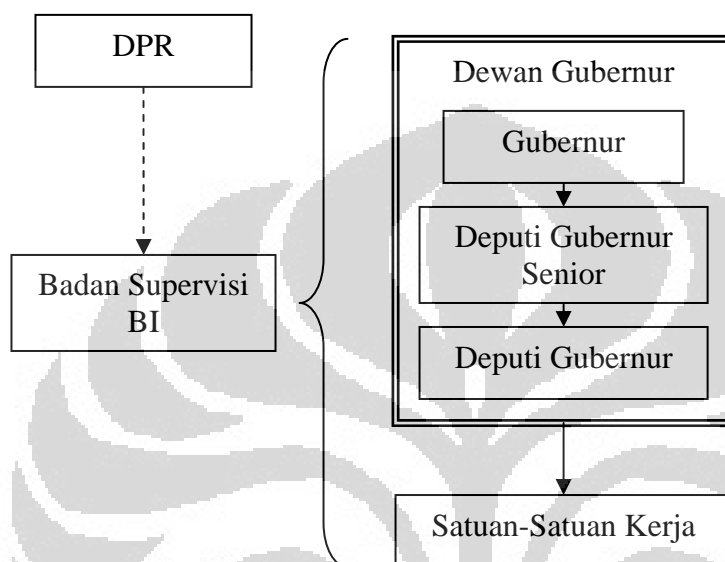 DPR
Badan Supervisi
BI
Dewan Gubernur
Gubernur
Deputi Gubernur
Senior
Deputi Gubernur
Satuan-Satuan Kerja